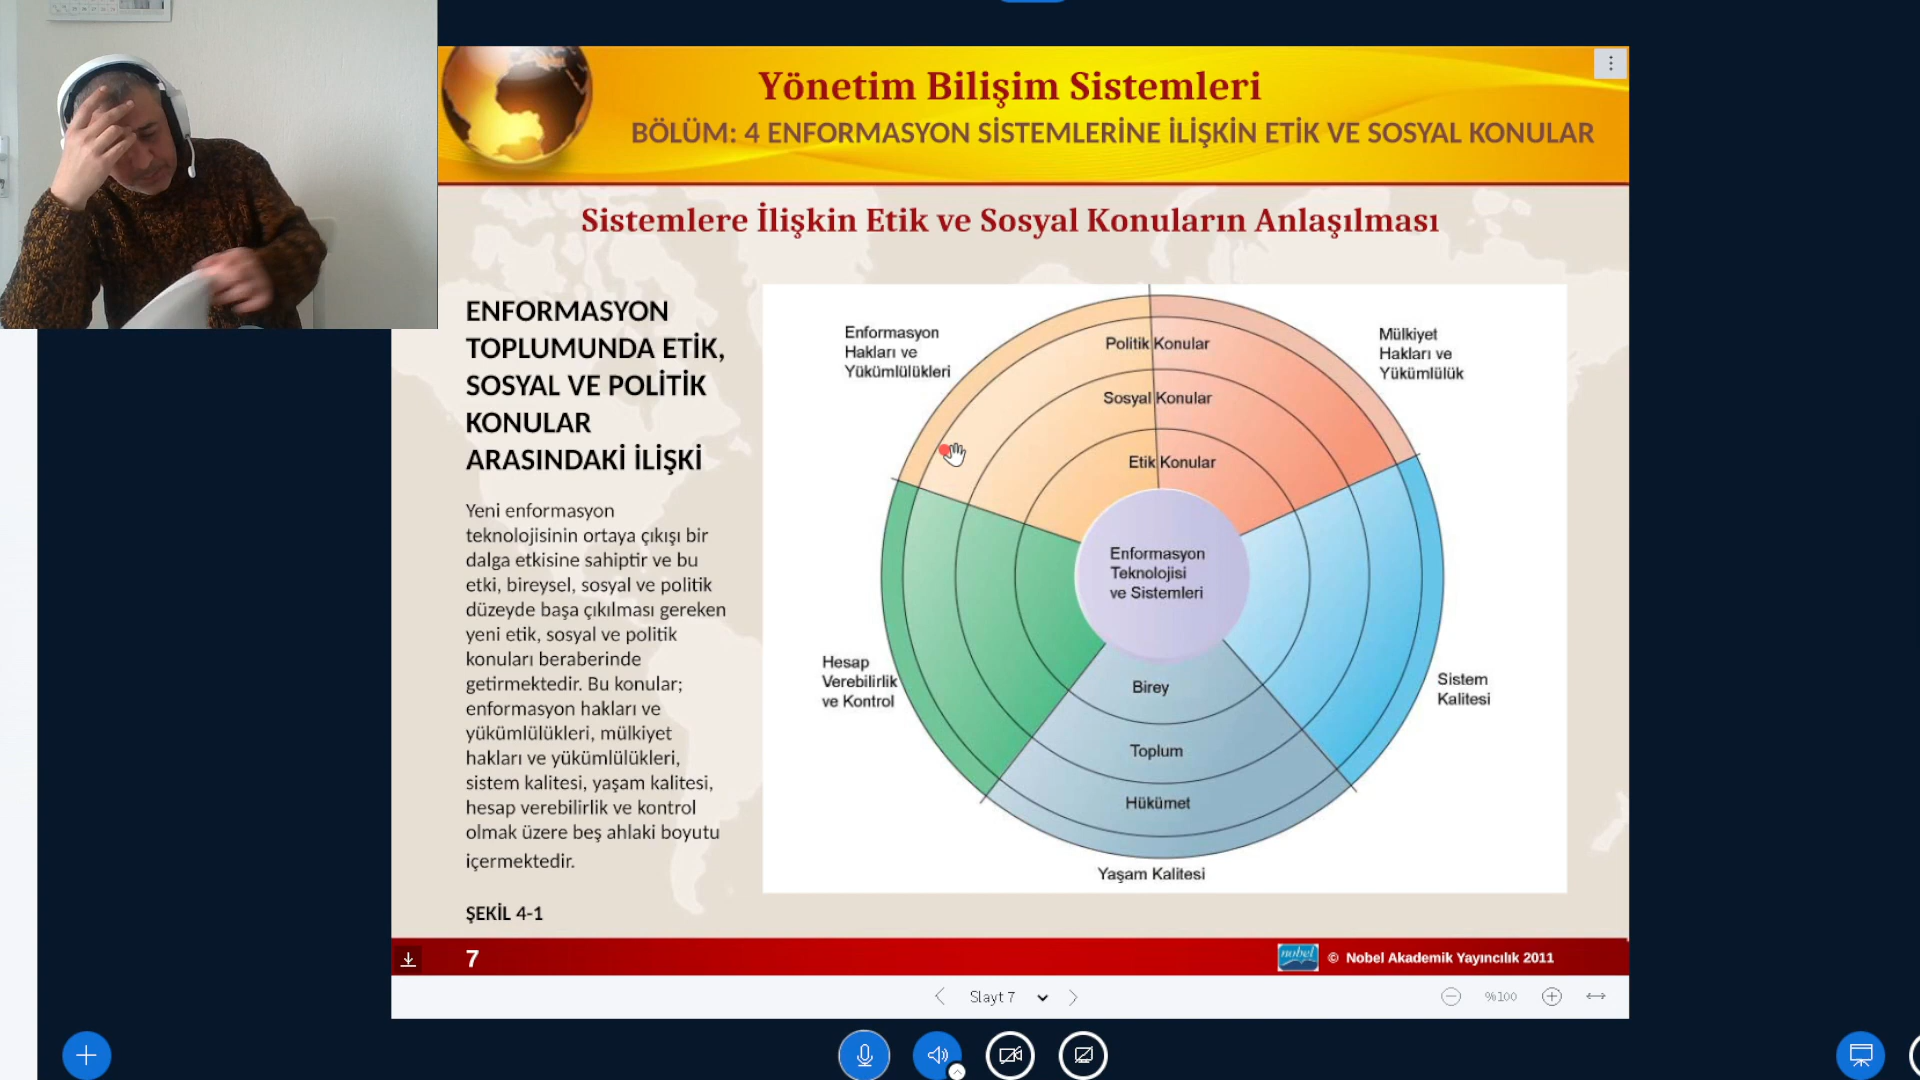 Yönetim Bilişim Sistemleri
BÖLÜM: 4 ENFORMASYON SİSTEMLERİNE İLİŞKİN ETİK VE SOSYAL KONULAR
Sistemlere İlişkin Etik ve Sosyal Konuların Anlaşılması
ENFORMASYON
TOPLUMUNDA ETİK,
SOSYAL VE POLİTİK
KONULAR
ARASINDAKİ İLİŞKİ
Yeni enformasyon
teknolojisinin ortaya çıkışı bir
dalga etkisine sahiptir ve bu
etki, bireysel, sosyal ve politik
düzeyde başa çıkılması gereken
yeni etik, sosyal ve politik
konuları beraberinde
getirmektedir. Bu konular;
enformasyon hakları ve
yükümlülükleri, mülkiyet
hakları ve yükümlülükleri,
sistem kalitesi, yaşam kalitesi,
hesap verebilirlik ve kontrol
olmak üzere beş ahlaki boyutu
içermektedir.
ŞEKİL 4-1
Enformasyon
Hakları ve
Yükümlülükleri
Politik Konular
Sosyal Konular
Etik Konular
Mülkiyet
Hakları ve
Yükümlülük
Enformasyon
Teknolojisi
ve Sistemleri
Hesap
Verebilirlik
ve Kontrol
Birey
Toplum
Hükümet
Sistem
Kalitesi
Yaşam Kalitesi
7
nobel
© Nobel Akademik Yayıncılık 2011
Slayt 7
%100